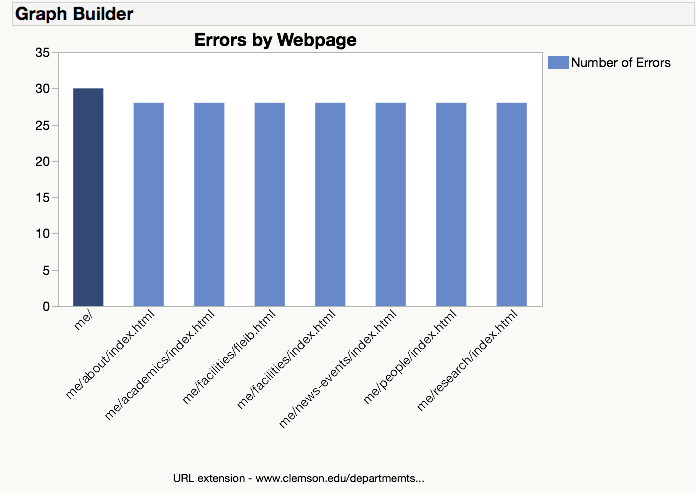 Graph Builder
Errors by Webpage
Number of Errors
35
30
25
20
15
10
5
0
me/
me/about/index.html
me/academics/index.html
me/facilities/fleib.html
me/facilities/index.html
me/news-events/index.html
me/people/index.html
me/research/index.html
URL extension - www.clemson.edu/departmemts...